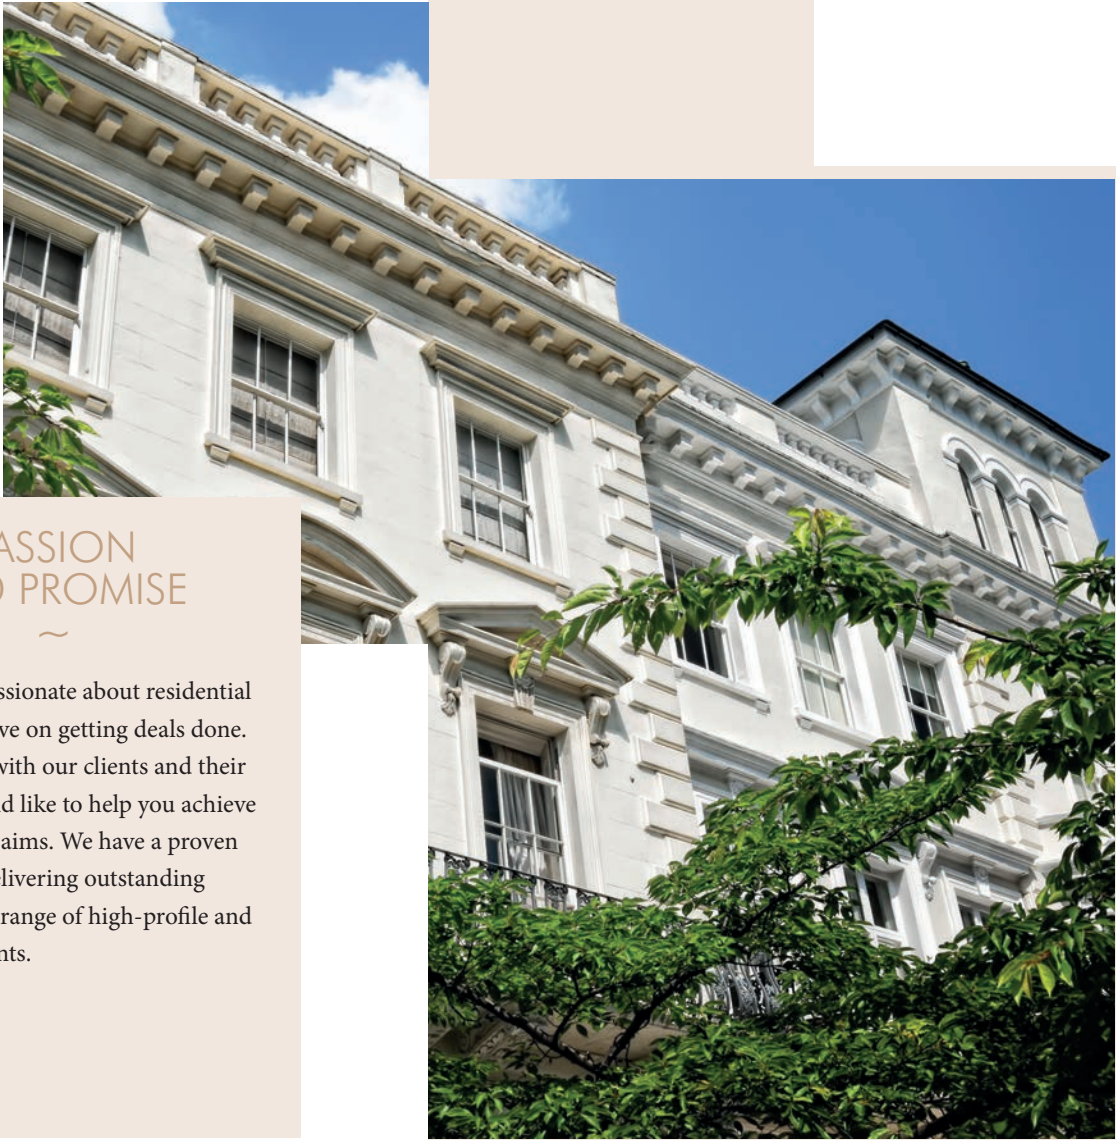 ASSION
PROMISE
~
ssionate about residential
ve on getting deals done.
with our clients and their
d like to help you achieve
aims. We have a proven
elivering outstanding
range of high-profile and
nts.